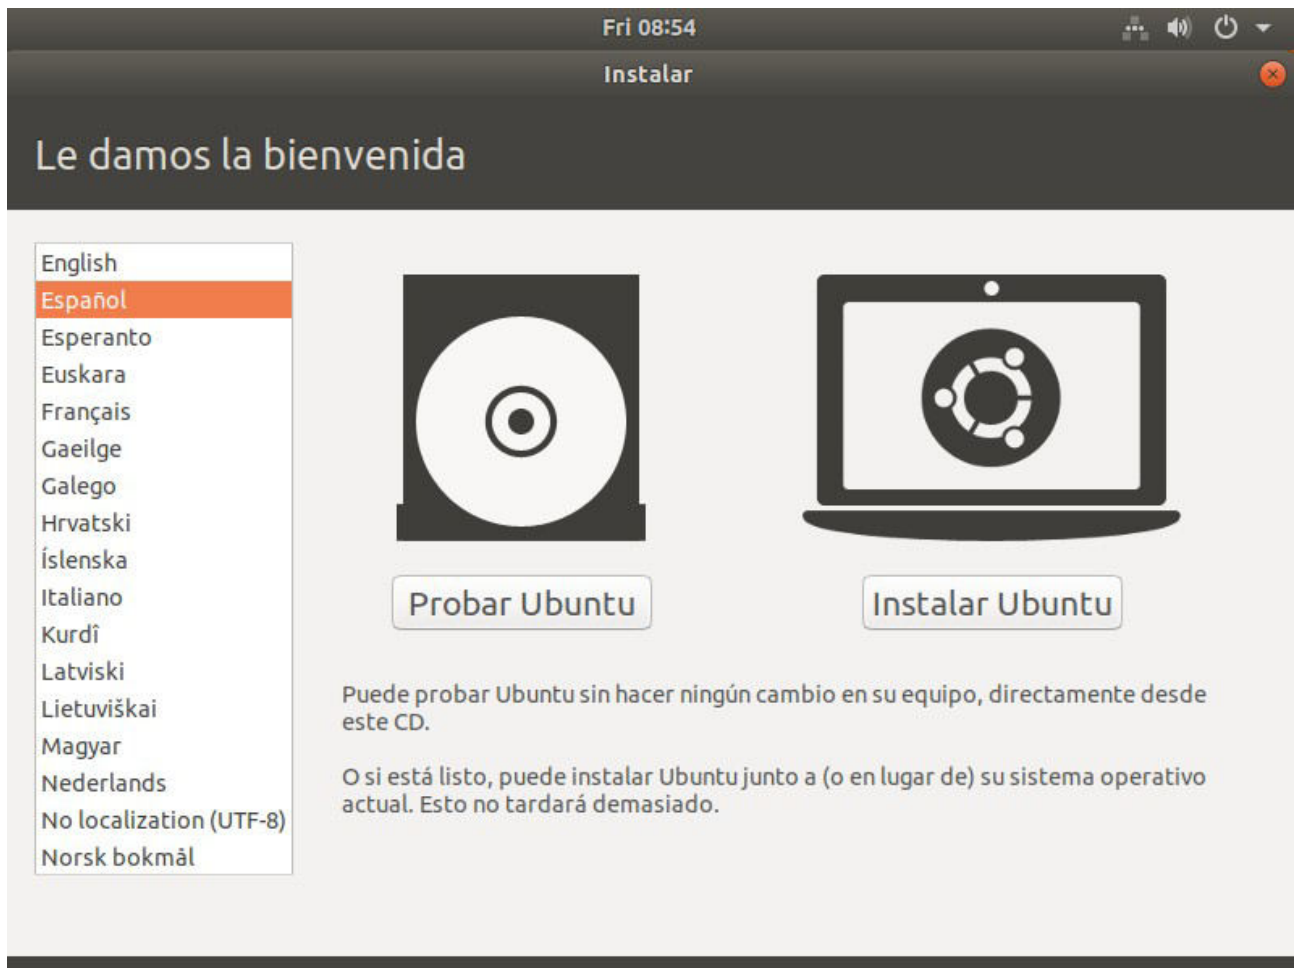 Fri 08:54
Instalar
Le damos la bienvenida
English
Español
Esperanto
Euskara
Français
Gaeilge
Galego
Hrvatski
Íslenska
Italiano
Kurdî
Latviski
Lietuviškai
Magyar
Nederlands
No localization (UTF-8)
Norsk bokmål
Probar Ubuntu
Instalar Ubuntu
Puede probar Ubuntu sin hacer ningún cambio en su equipo, directamente desde
este CD.
O si está listo, puede instalar Ubuntu junto a (o en lugar de) su sistema operativo
actual. Esto no tardará demasiado.